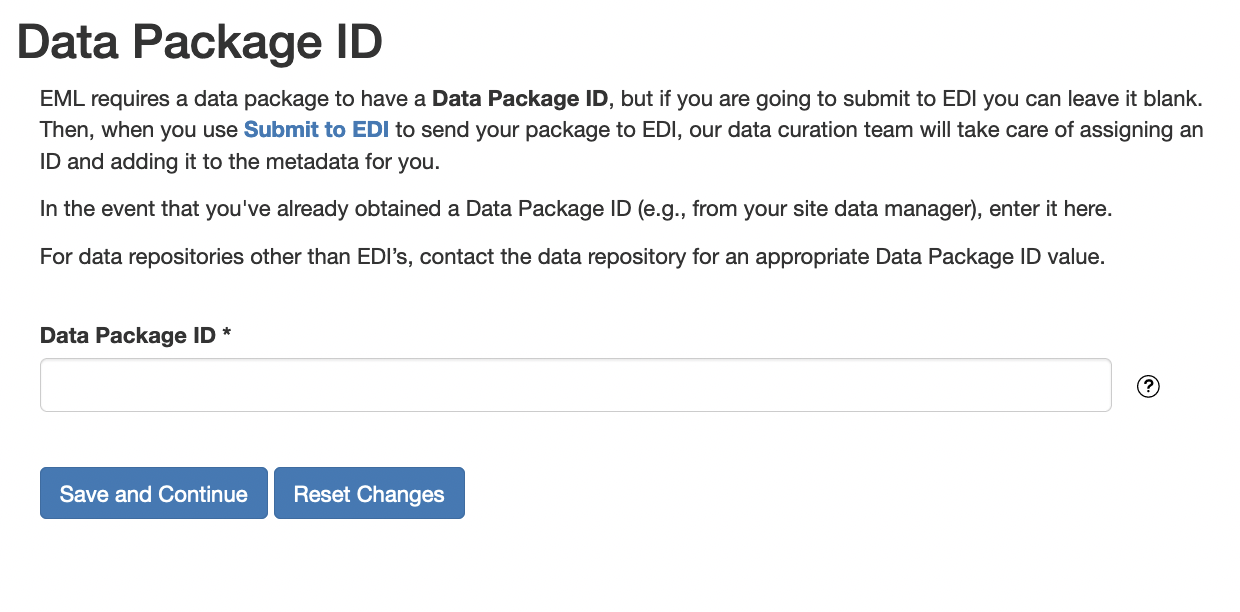 Data Package ID
EML requires a data package to have a Data Package ID, but if you are going to submit to EDI you can leave it blank.
Then, when you use Submit to EDI to send your package to EDI, our data curation team will take care of assigning an
ID and adding it to the metadata for you.
In the event that you've already obtained a Data Package ID (e.g., from your site data manager), enter it here.
For data repositories other than EDI’s, contact the data repository for an appropriate Data Package ID value.
Data Package ID *
?
Save and Continue Reset Changes